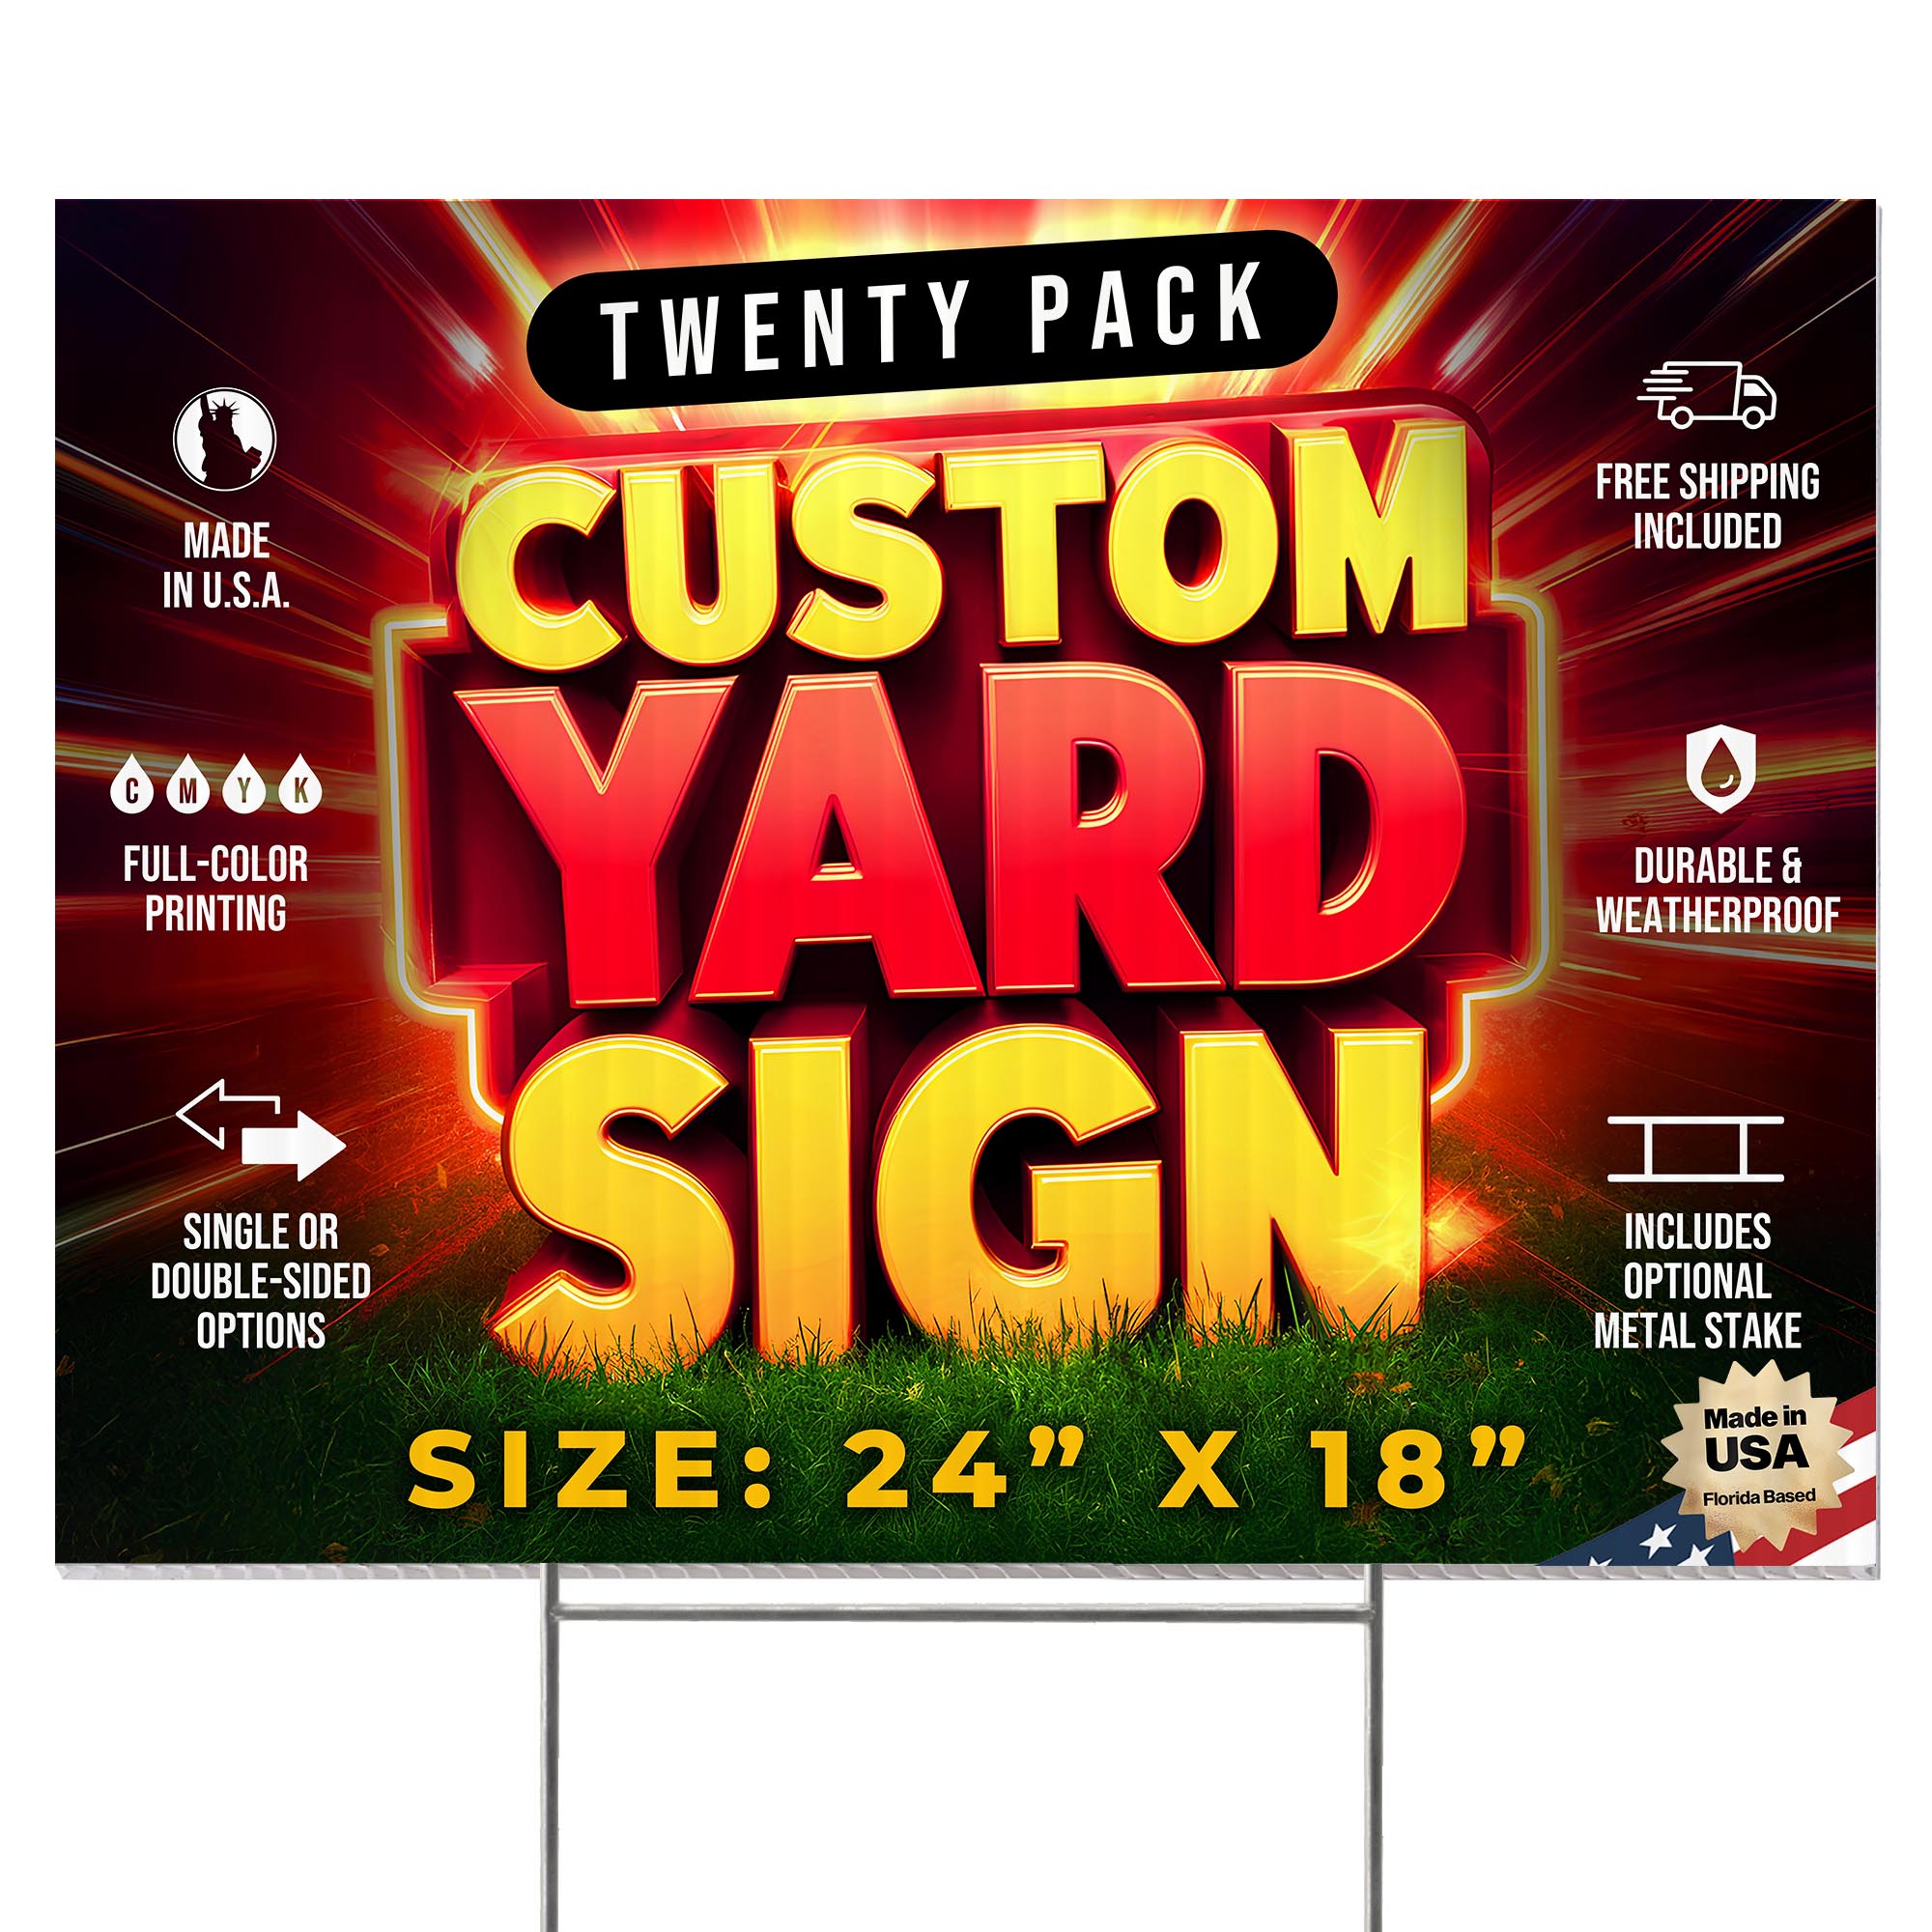 TWENTY PACK
CUSTOM
YARD
SIGN
MADE
IN U.S.A.
C M Y K
FULL-COLOR
PRINTING
SINGLE OR
DOUBLE-SIDED
OPTIONS
FREE SHIPPING
INCLUDED
DURABLE &
WEATHERPROOF
INCLUDES
OPTIONAL
METAL STAKE
SIZE: 24” X 18”
Made in
USA
Florida Based